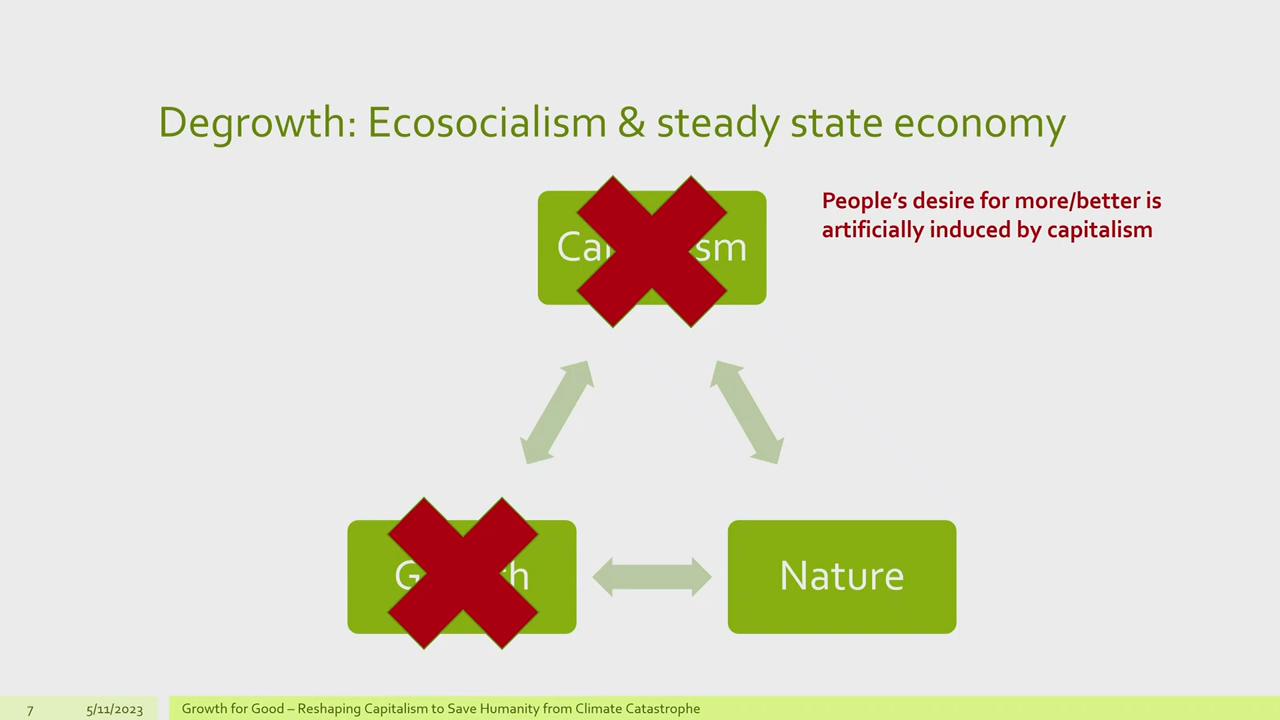 Degrowth: Ecosocialism & steady state economy
People’s desire for more/better is
artificially induced by capitalism
Nature
7
5/11/2023
Growth for Good – Reshaping Capitalism to Save Humanity from Climate Catastrophe